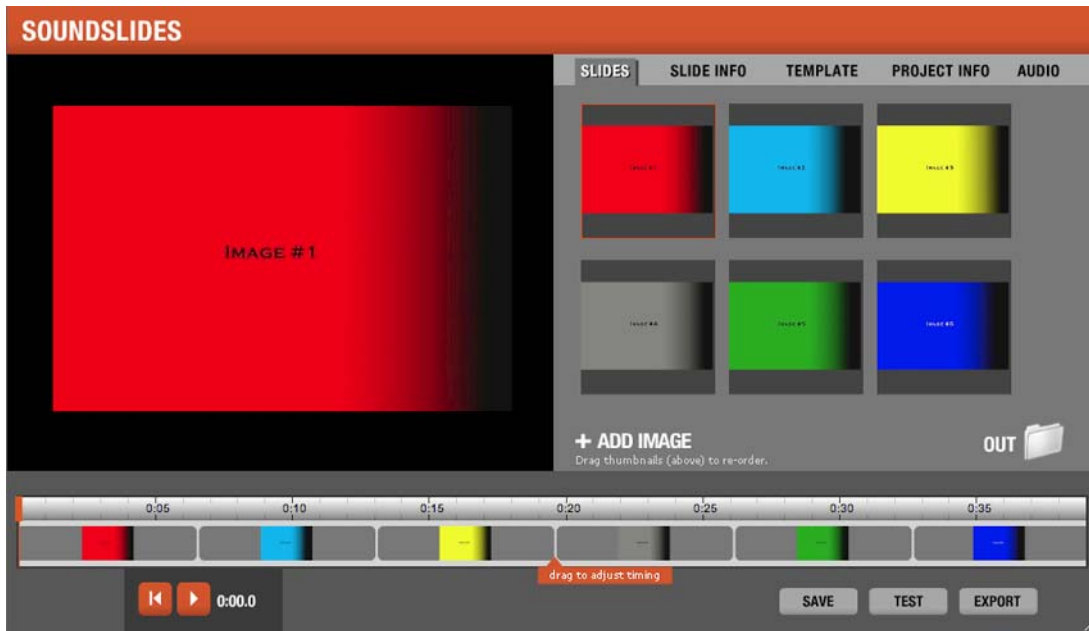 SOUNDSLIDES
SLIDES SLIDE INFO TEMPLATE PROJECT INFO AUDIO
IMAGE #1
+ ADD IMAGE
Drag thumbnails (above) to re-order.
OUT
0:05 0:10 0:15 0:20 0:25 0:30 0:35
drag to adjust timing
0:00.0
SAVE TEST EXPORT